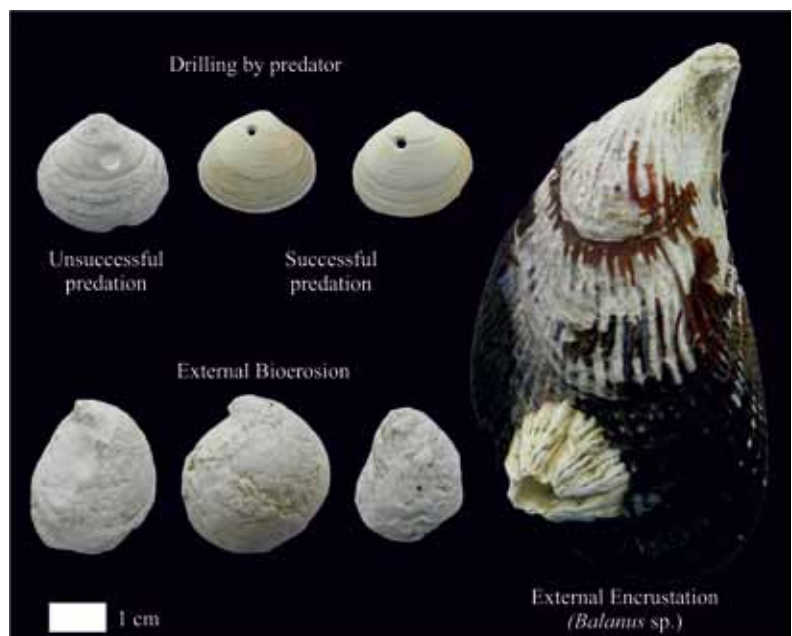 Drilling by predator
Unsuccessful
predation
Successful
predation
External Bioerosion
1 cm
External Encrustation
(Balanus sp.)